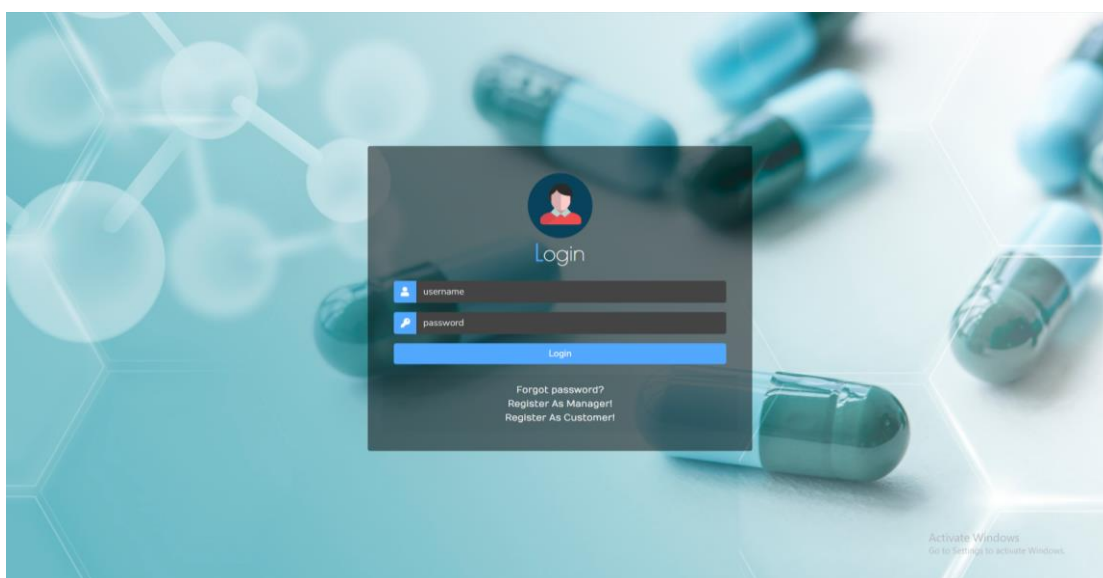 Login
username
password
Login
Forgot password?
Register As Manager!
Register As Customer!
Activate Windows
Go to Settings to activate Windows.